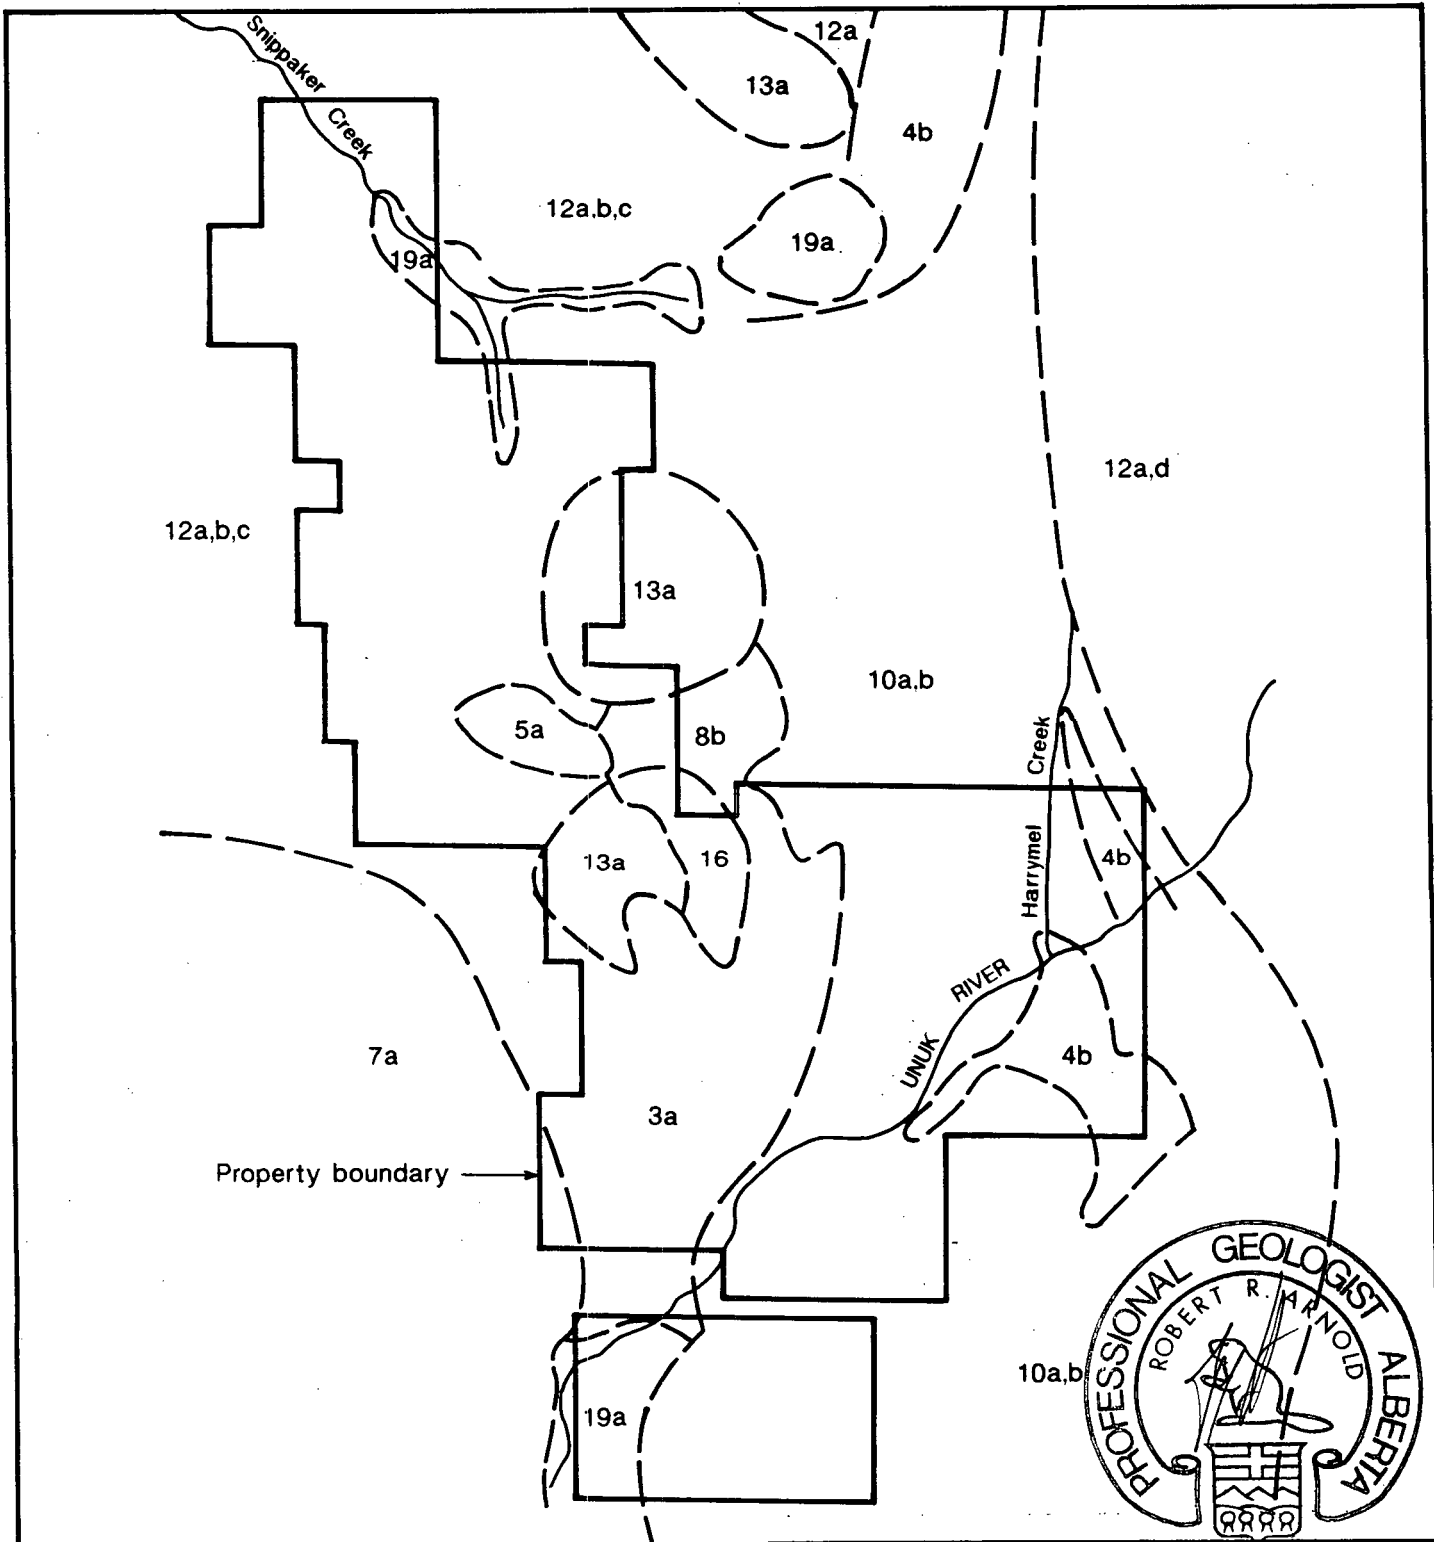 Snippaker Creek
12a
13a
4b
12a,b,c
19a
19a
12a,d
12a,b,c
13a
10a,b
5a
8b
Harrymel Creek
13a
16
4b
UNUK RIVER
7a
4b
3a
Property boundary
10a,b
19a
PROFESSIONAL GEOLOGIST ALBERTA
ROBERT R. ARNOLD